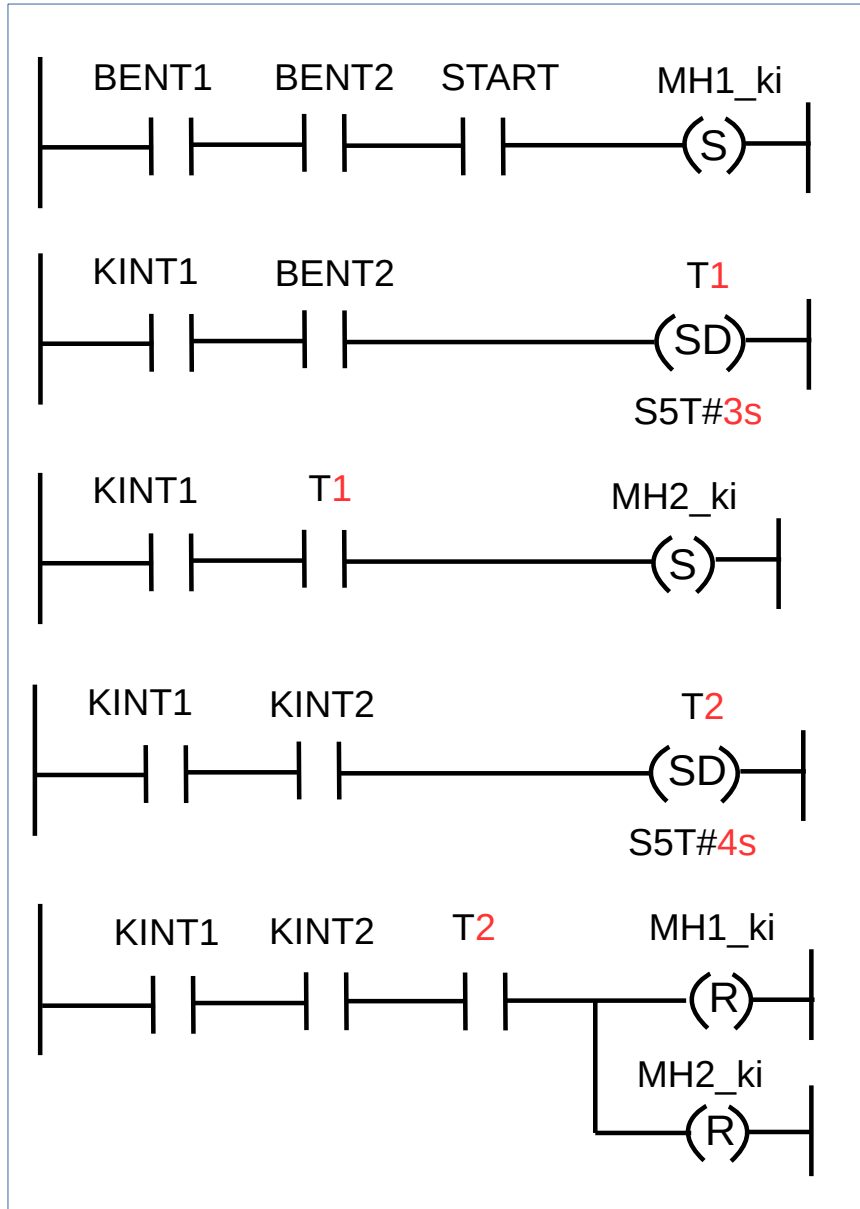 BENT1 BENT2 START MH1_ki
S
KINT1 BENT2 T1
SD
S5T#3s
KINT1 T1 MH2_ki
S
KINT1 KINT2 T2
SD
S5T#4s
KINT1 KINT2 T2 MH1_ki
R
MH2_ki
R